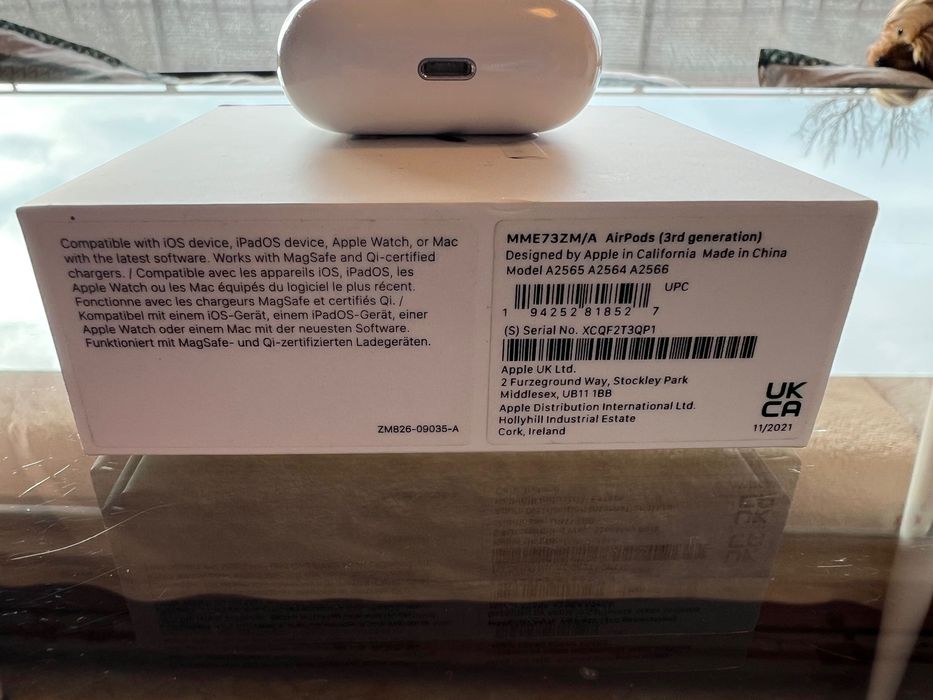 Compatible with iOS device, iPadOS device, Apple Watch, or Mac
with the latest software. Works with MagSafe and Qi-certified
chargers. / Compatible avec les appareils iOS, iPadOS, les
Apple Watch ou les Mac équipés du logiciel le plus récent.
Fonctionne avec les chargeurs MagSafe et certifiés Qi. /
Kompatibel mit einem iOS-Gerät, einem iPadOS-Gerät, einer
Apple Watch oder einem Mac mit der neuesten Software.
Funktioniert mit MagSafe- und Qi-zertifizierten Ladegeräten.
ZM826-09035-A
MME73ZM/A AirPods (3rd generation)
Designed by Apple in California Made in China
Model A2565 A2564 A2566
UPC
1 94252 81852 7
(S) Serial No. XCQF2T3QP1
Apple UK Ltd.
2 Furzeground Way, Stockley Park
Middlesex, UB11 1BB
Apple Distribution International Ltd.
Hollyhill Industrial Estate
Cork, Ireland
UK
CA
11/2021